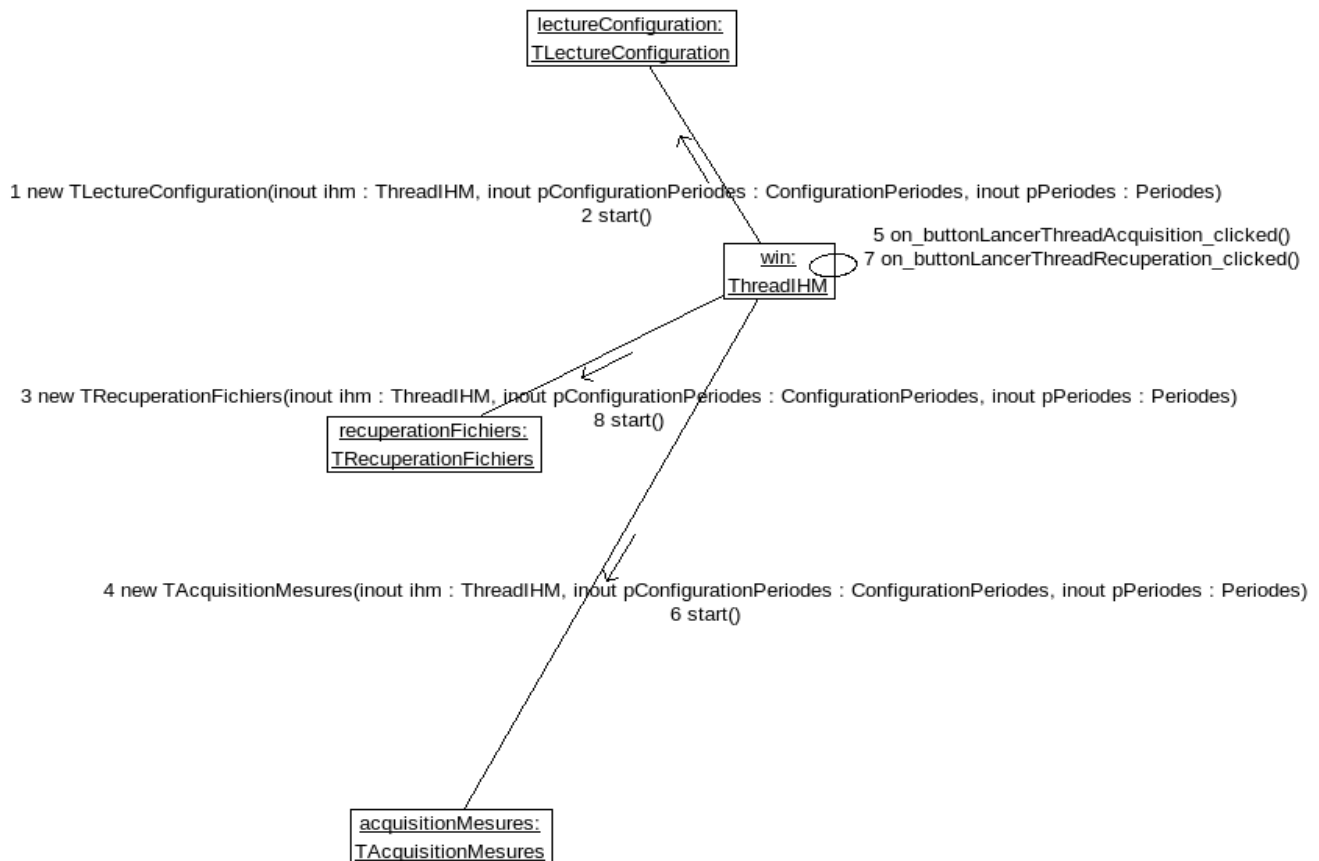 lectureConfiguration:
TLectureConfiguration
1 new TLectureConfiguration(inout ihm : ThreadIHM, inout pConfigurationPeriodes : ConfigurationPeriodes, inout pPeriodes : Periodes)
2 start()
5 on_buttonLancerThreadAcquisition_clicked()
7 on_buttonLancerThreadRecuperation_clicked()
win:
ThreadIHM
3 new TRecuperationFichiers(inout ihm : ThreadIHM, inout pConfigurationPeriodes : ConfigurationPeriodes, inout pPeriodes : Periodes)
8 start()
recuperationFichiers:
TRecuperationFichiers
4 new TAcquisitionMesures(inout ihm : ThreadIHM, inout pConfigurationPeriodes : ConfigurationPeriodes, inout pPeriodes : Periodes)
6 start()
acquisitionMesures:
TAcquisitionMesures